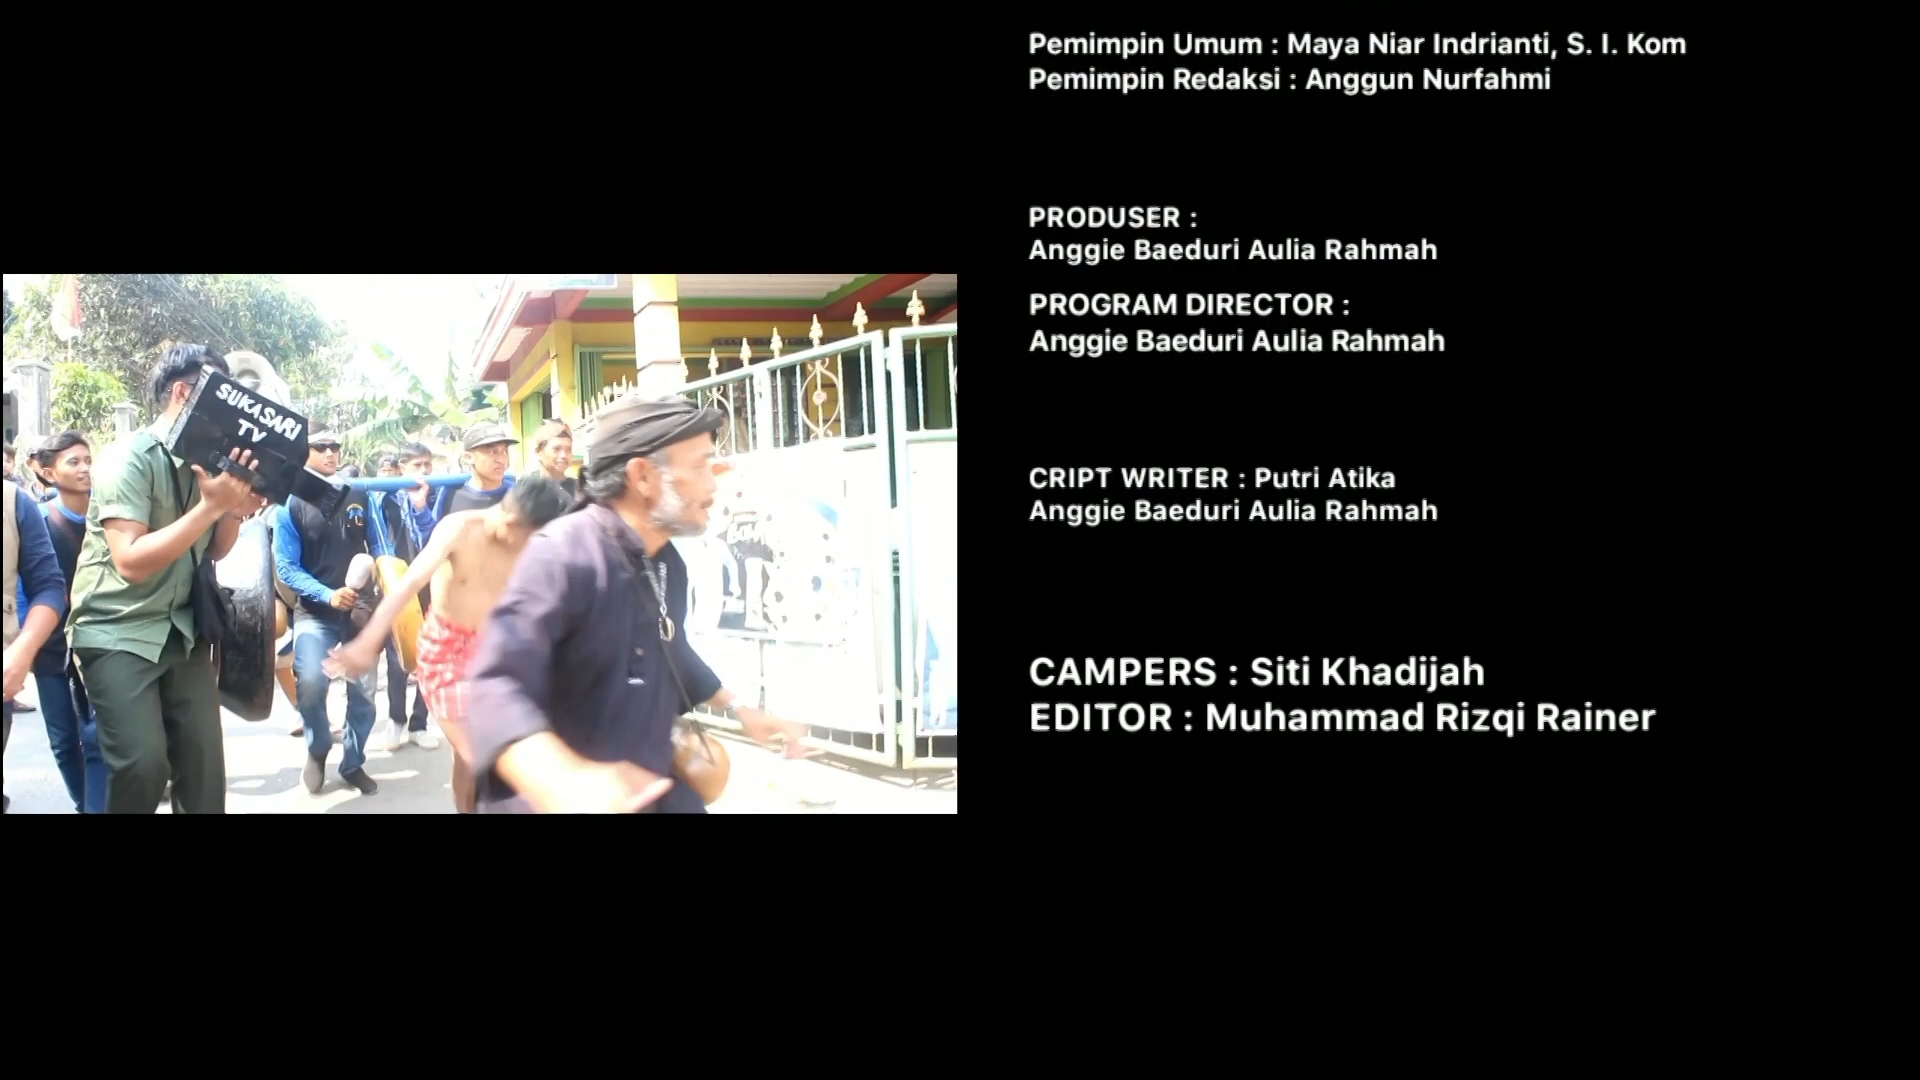 SUKASARI
TV
Pemimpin Umum : Maya Niar Indrianti, S. I. Kom
Pemimpin Redaksi : Anggun Nurfahmi
PRODUSER :
Anggie Baeduri Aulia Rahmah
PROGRAM DIRECTOR :
Anggie Baeduri Aulia Rahmah
CRIPT WRITER : Putri Atika
Anggie Baeduri Aulia Rahmah
CAMPERS : Siti Khadijah
EDITOR : Muhammad Rizqi Rainer